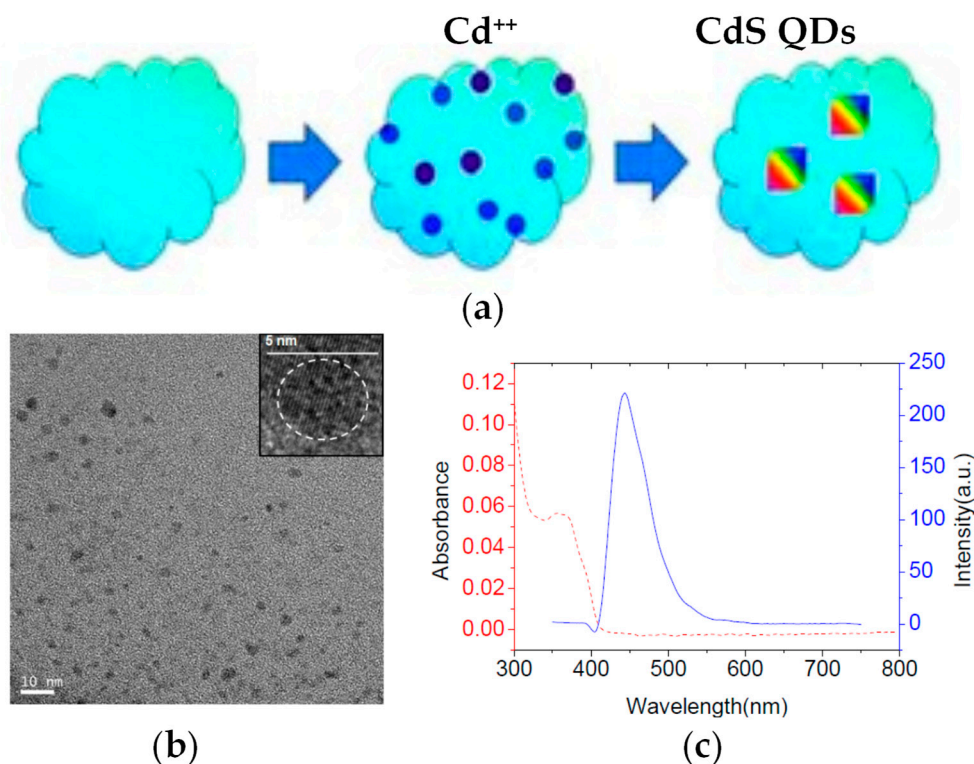 Cd⁺⁺
CdS QDs
(a)
5 nm
10 nm
(b)
0.12
0.10
0.08
0.06
0.04
0.02
0.00
Absorbance
250
200
150
100
50
0
Intensity(a.u.)
300 400 500 600 700 800
Wavelength(nm)
(c)